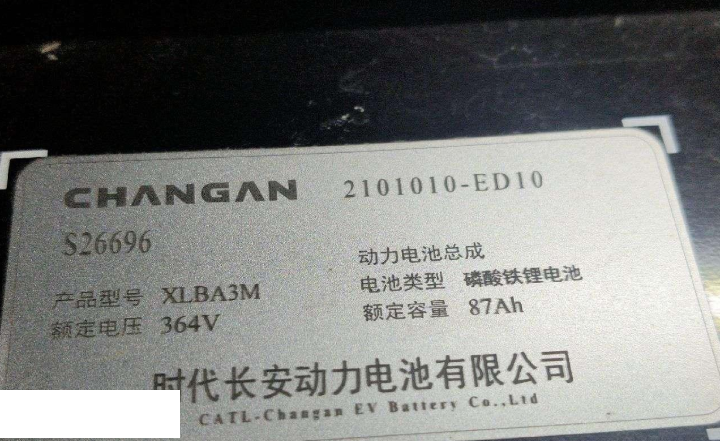 CHANGAN 2101010-ED10
S26696
动力电池总成
产品型号 XLBA3M 电池类型 磷酸铁锂电池
额定电压 364V 额定容量 87Ah
时代长安动力电池有限公司
CATL-Changan EV Battery Co.,Ltd